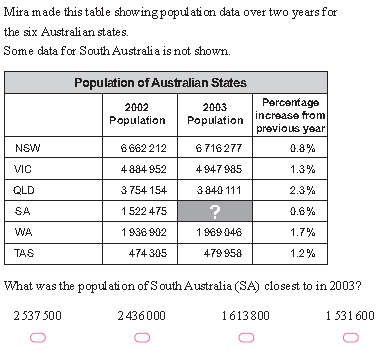 Mira made this table showing population data over two years for
the six Australian states.
Some data for South Australia is not shown.
Population of Australian States
2002 Population 2003 Population Percentage increase from previous year
NSW 6 662 212 6 716 277 0.8%
VIC 4 884 952 4 947 985 1.3%
QLD 3 754 154 3 840 111 2.3%
SA 1 522 475 ? 0.6%
WA 1 936 902 1 969 046 1.7%
TAS 474 305 479 958 1.2%
What was the population of South Australia (SA) closest to in 2003?
2 537 500 2 436 000 1 613 800 1 531 600